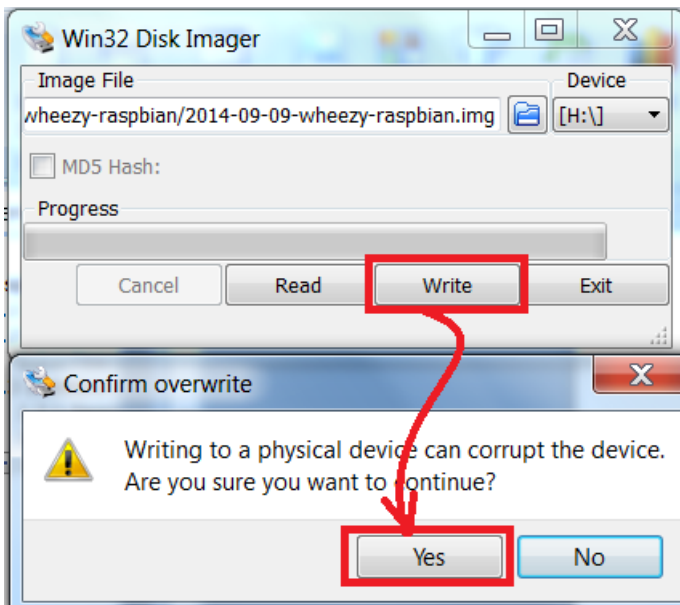 Win32 Disk Imager
Image File
Device
wheezy-raspbian/2014-09-09-wheezy-raspbian.img
[H:\]
MD5 Hash:
Progress
Cancel
Read
Write
Exit
Confirm overwrite
Writing to a physical device can corrupt the device.
Are you sure you want to continue?
Yes
No